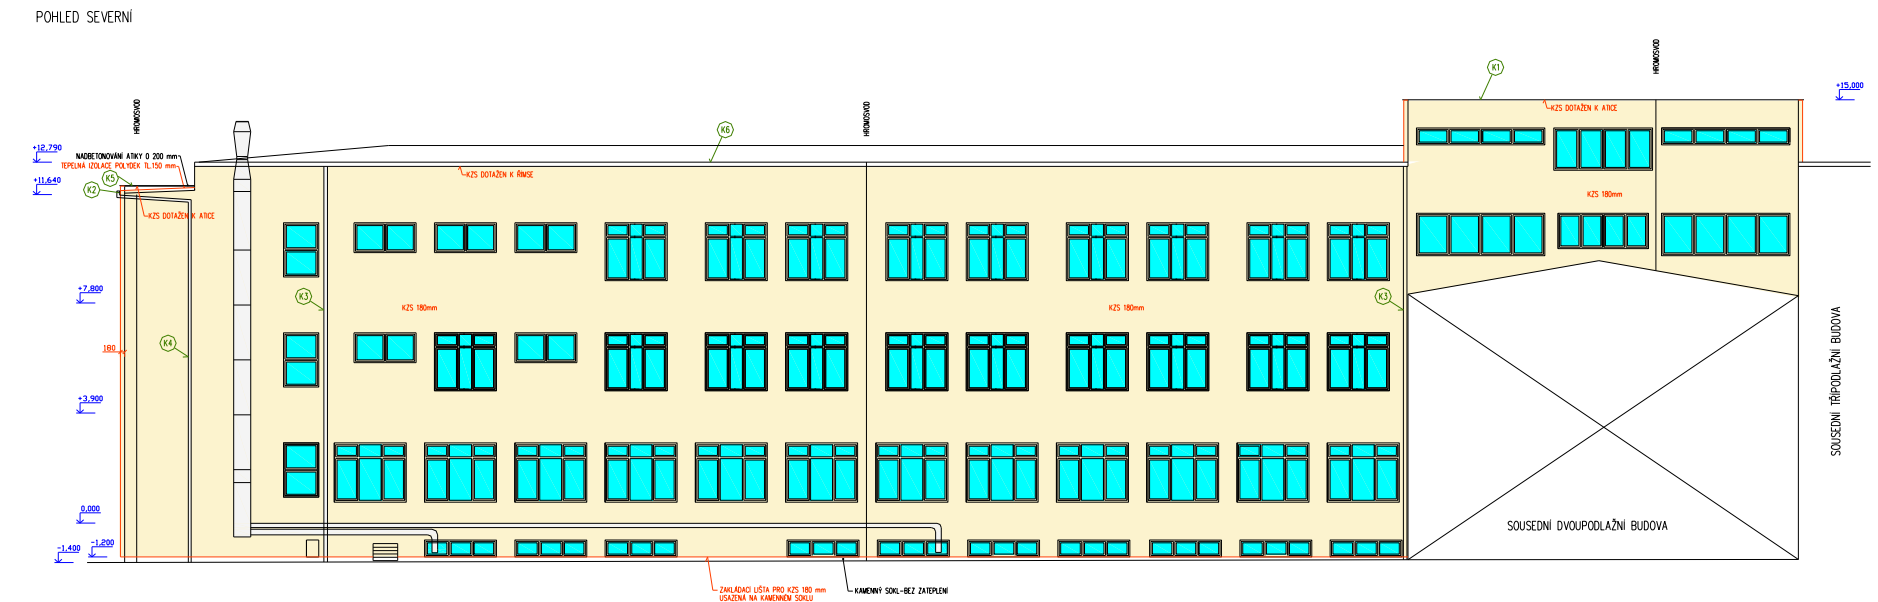 POHLED SEVERNÍ
HROMOSVOD
K1
+15,000
KZS DOTAŽEN K ATICE
HROMOSVOD
HROMOSVOD
K6
+12,790
NADBETONOVÁNÍ ATIKY O 200 mm
TEPELNÁ IZOLACE POLYDEK TL.150 mm
KZS DOTAŽEN K ŘÍMSE
K5
+11,640
K2
KZS 180mm
KZS DOTAŽEN K ATICE
+7,800
K3
K3
KZS 180mm
KZS 180mm
K4
180
SOUSEDNÍ TŘÍPODLAŽNÍ BUDOVA
+3,900
0,000
SOUSEDNÍ DVOUPODLAŽNÍ BUDOVA
-1,200
-1,400
ZAKLÁDACÍ LIŠTA PRO KZS 180 mm
USAZENÁ NA KAMENNÉM SOKLU
KAMENNÝ SOKL-BEZ ZATEPLENÍ